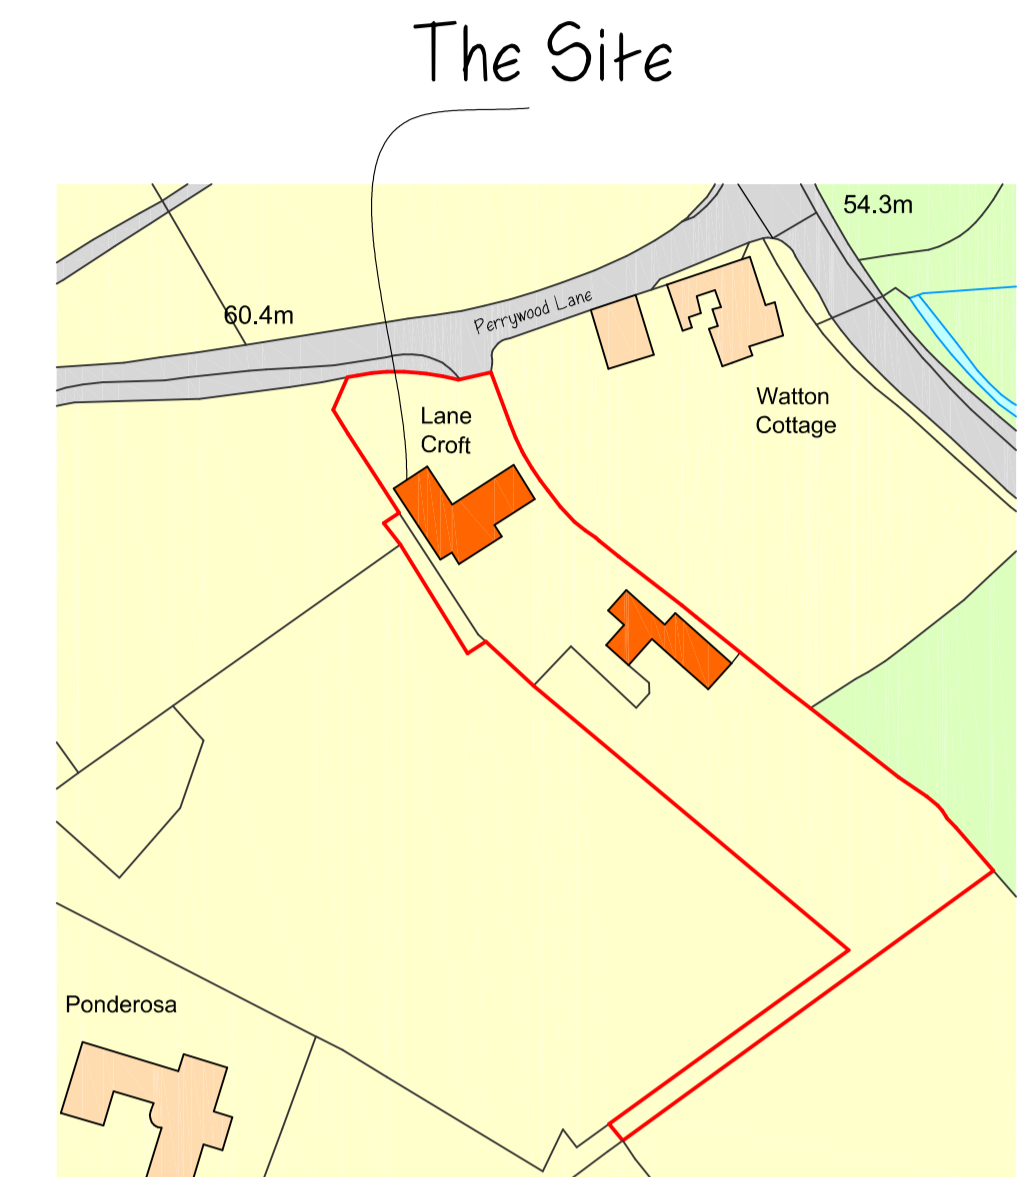 The Site
54.3m
60.4m
Perrywood Lane
Watton
Cottage
Lane
Croft
Ponderosa